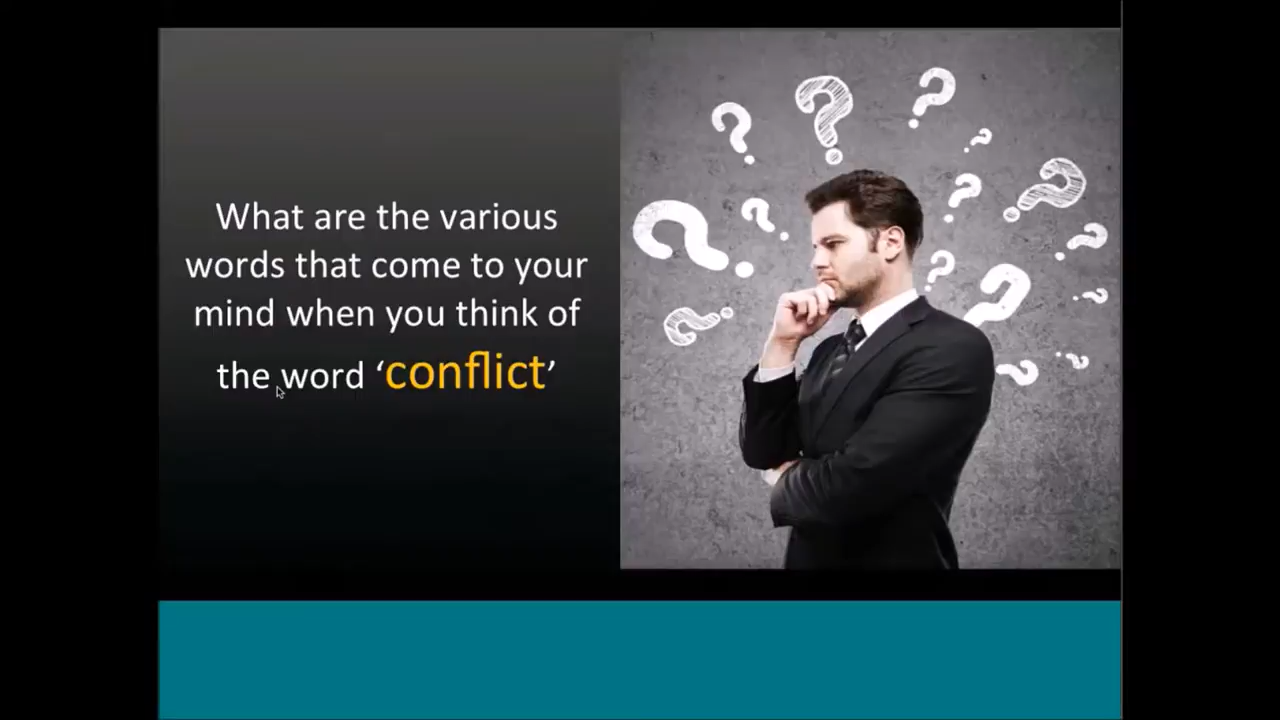 What are the various
words that come to your
mind when you think of
the word ‘conflict’